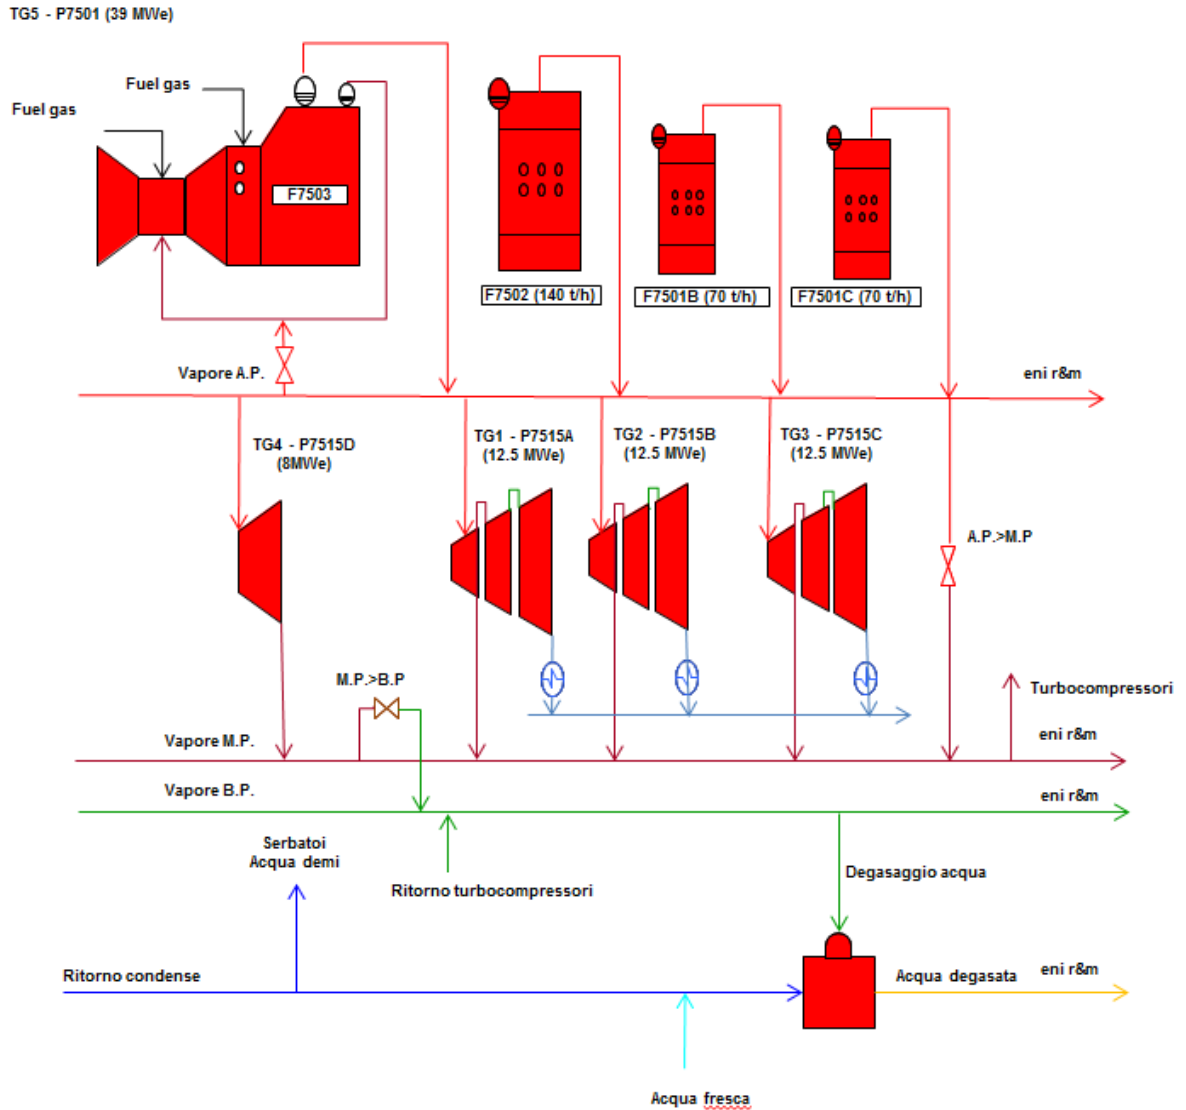 TG5 - P7501 (39 MWe)
Fuel gas
Fuel gas
F7503
F7502 (140 t/h)
F7501B (70 t/h)
F7501C (70 t/h)
Vapore A.P.
eni r&m
TG4 - P7515D
(8MWe)
TG1 - P7515A
(12.5 MWe)
TG2 - P7515B
(12.5 MWe)
TG3 - P7515C
(12.5 MWe)
A.P.>M.P
M.P.>B.P
Turbocompressori
Vapore M.P.
eni r&m
Vapore B.P.
eni r&m
Serbatoi
Acqua demi
Ritorno turbocompressori
Degasaggio acqua
Ritorno condense
Acqua degasata
eni r&m
Acqua fresca